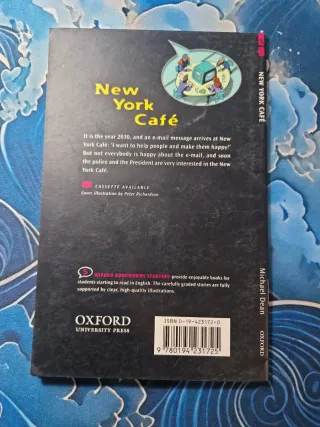 New
York
Café
It is the year 2030, and an e-mail message arrives at New
York Café: 'I want to help people and make them happy!'
But not everybody is happy about the e-mail, and soon
the police and the President are very interested in the New
York Café.
CASSETTE AVAILABLE
Cover illustration by Peter Richardson
OXFORD BOOKWORMS STARTERS provide enjoyable books for
students starting to read in English. The carefully graded stories are fully
supported by clear, high-quality illustrations.
OXFORD
UNIVERSITY PRESS
ISBN 0-19-423172-0
9 780194 231725
NEW YORK CAFÉ
Michael Dean
OXFORD